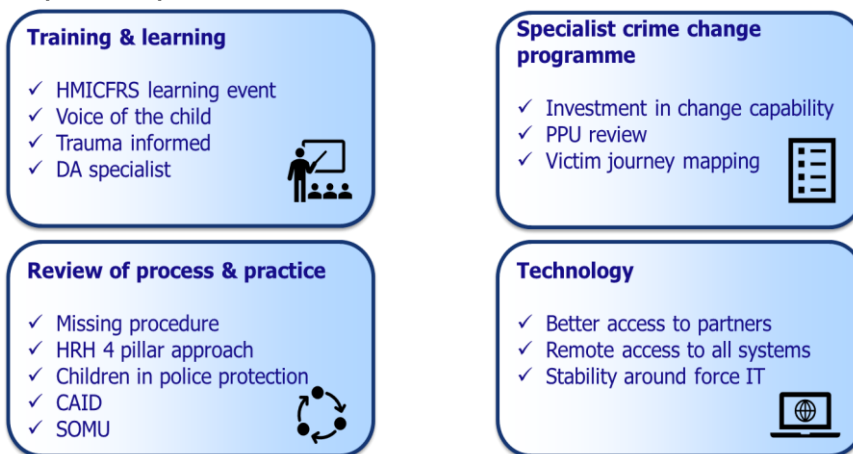 Training & learning
✓ HMICFRS learning event
✓ Voice of the child
✓ Trauma informed
✓ DA specialist
Specialist crime change
programme
✓ Investment in change capability
✓ PPU review
✓ Victim journey mapping
Review of process & practice
✓ Missing procedure
✓ HRH 4 pillar approach
✓ Children in police protection
✓ CAID
✓ SOMU
Technology
✓ Better access to partners
✓ Remote access to all systems
✓ Stability around force IT